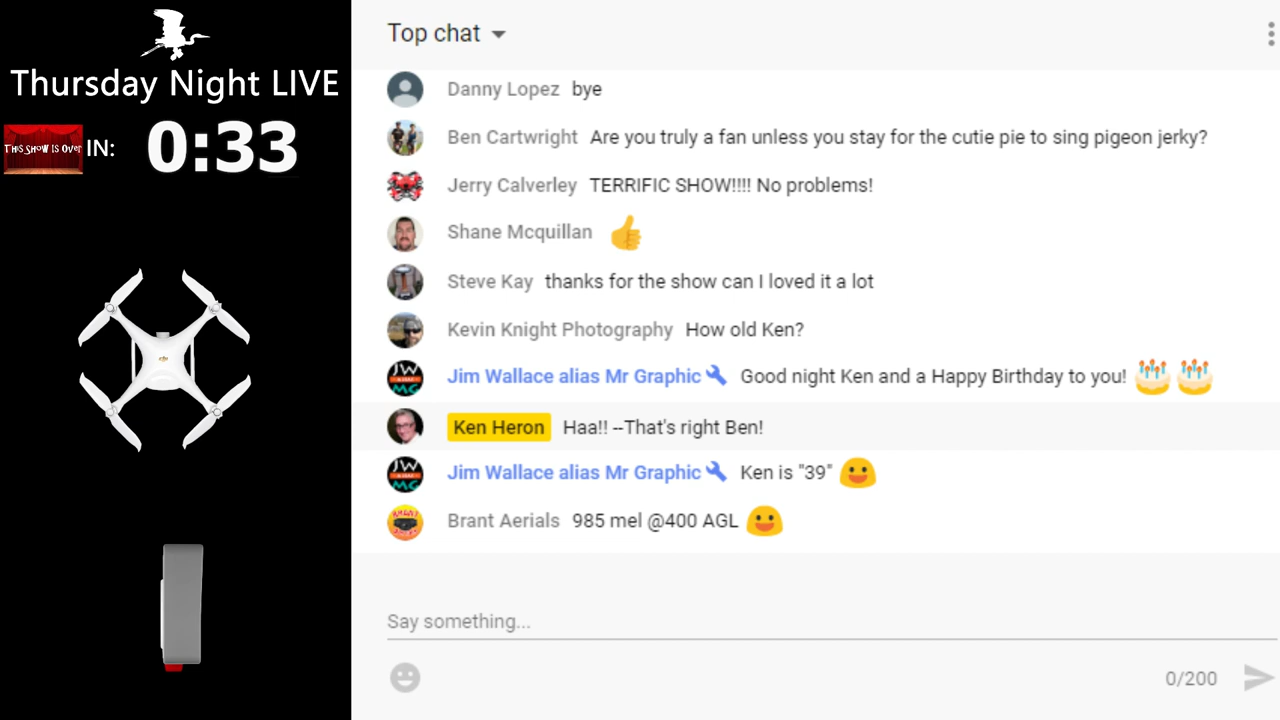 Thursday Night LIVE
THIS SHOW IS OVER IN: 0:33
Top chat
Danny Lopez bye
Ben Cartwright Are you truly a fan unless you stay for the cutie pie to sing pigeon jerky?
Jerry Calverley TERRIFIC SHOW!!!! No problems!
Shane Mcquillan 👍
Steve Kay thanks for the show can I loved it a lot
Kevin Knight Photography How old Ken?
Jim Wallace alias Mr Graphic Good night Ken and a Happy Birthday to you! 🎂🎂
Ken Heron Haa!! --That's right Ben!
Jim Wallace alias Mr Graphic Ken is "39" 😃
Brant Aerials 985 mel @400 AGL 😃
Say something...
0/200